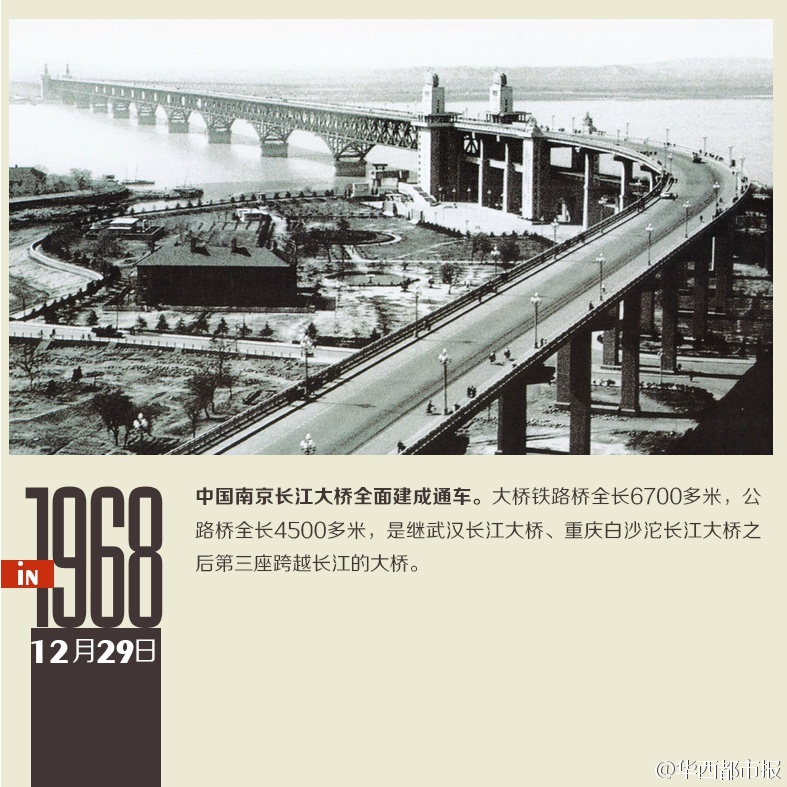 1968
in
12月29日
中国南京长江大桥全面建成通车。大桥铁路桥全长6700多米，公
路桥全长4500多米，是继武汉长江大桥、重庆白沙沱长江大桥之
后第三座跨越长江的大桥。
@华西都市报